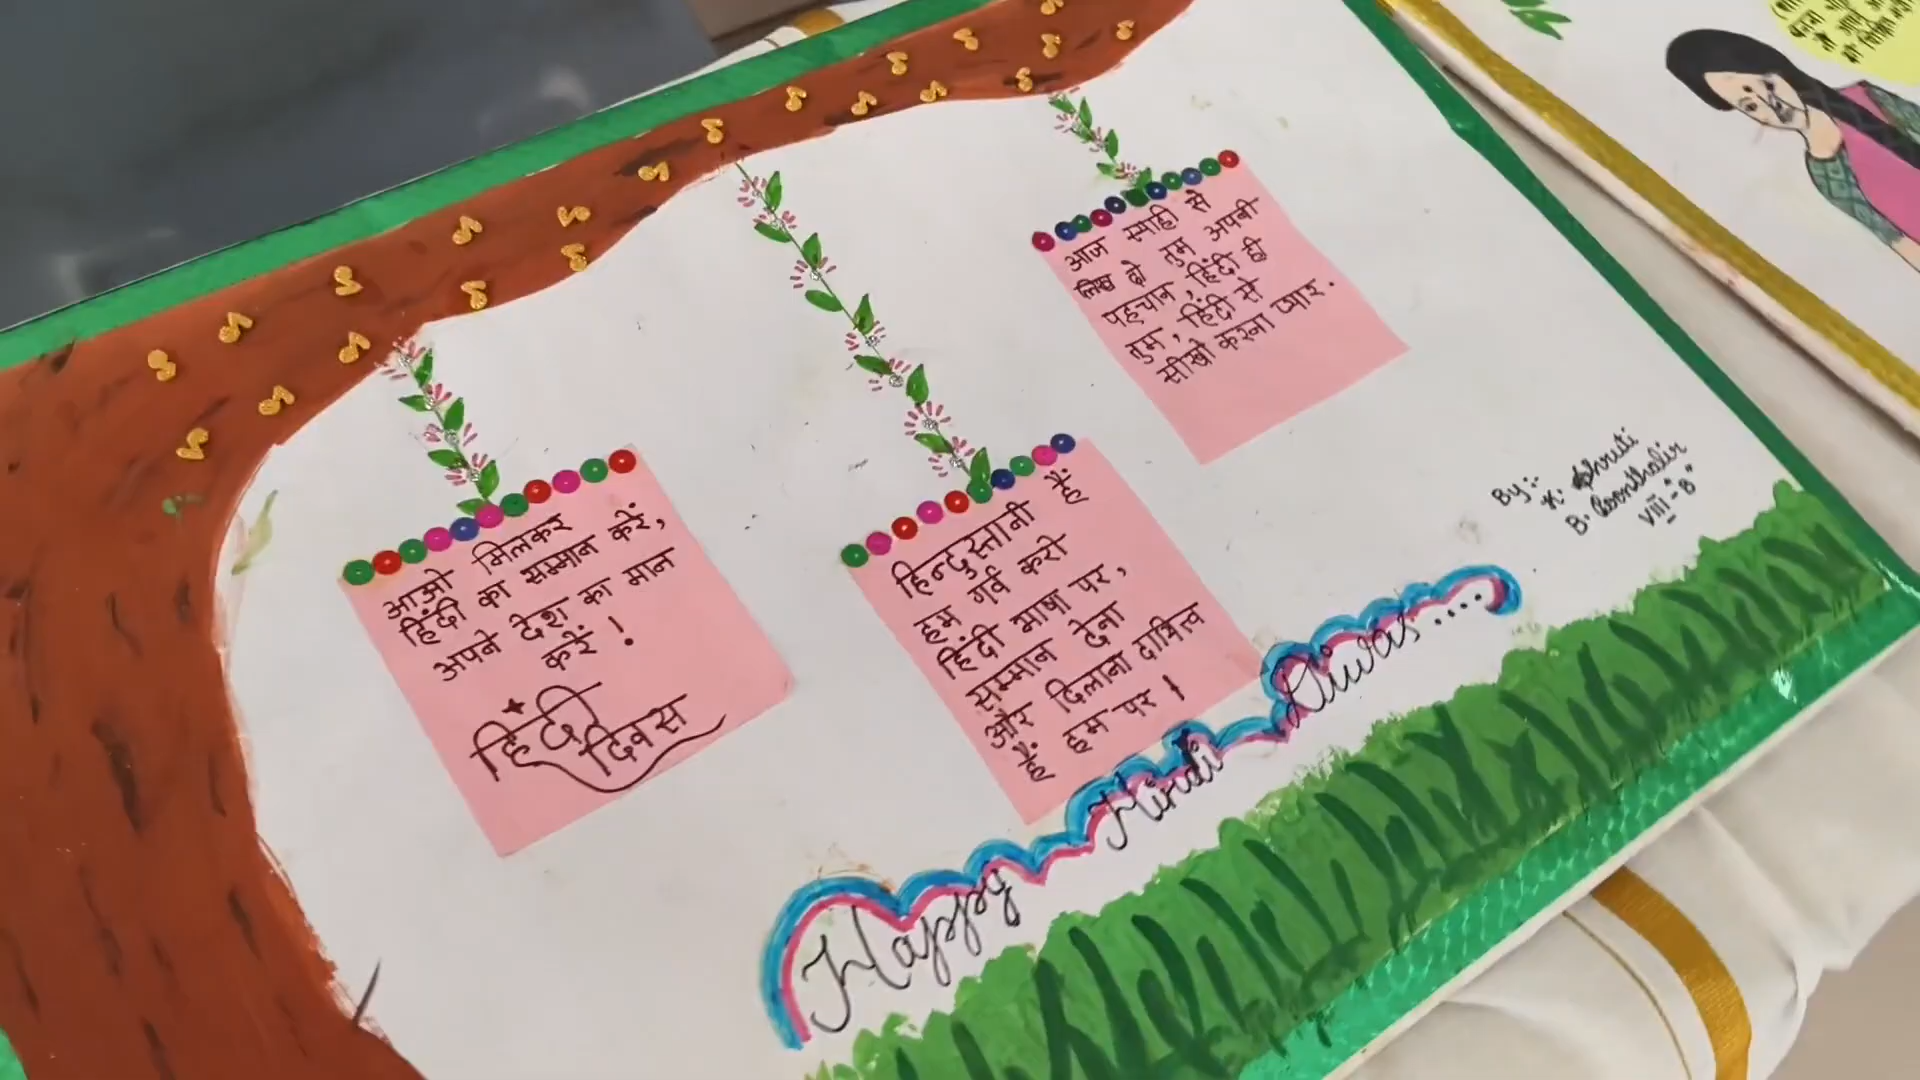 आओ मिलकर
हिंदी का सम्मान करें,
अपने देश का मान
करें !
हिंदी
दिवस
हिन्दुस्तानी हैं
हम गर्व करो
हिंदी भाषा पर,
सम्मान देना
और दिलाना दायित्व
हैं हम पर ।
आज स्याही से
लिख दो तुम अपनी
पहचान, हिंदी हो
तुम, हिंदी से
सीखो करना प्यार.
By:-
K. Shruti
B.
VIII-"B"
Happy Hindi Diwas....